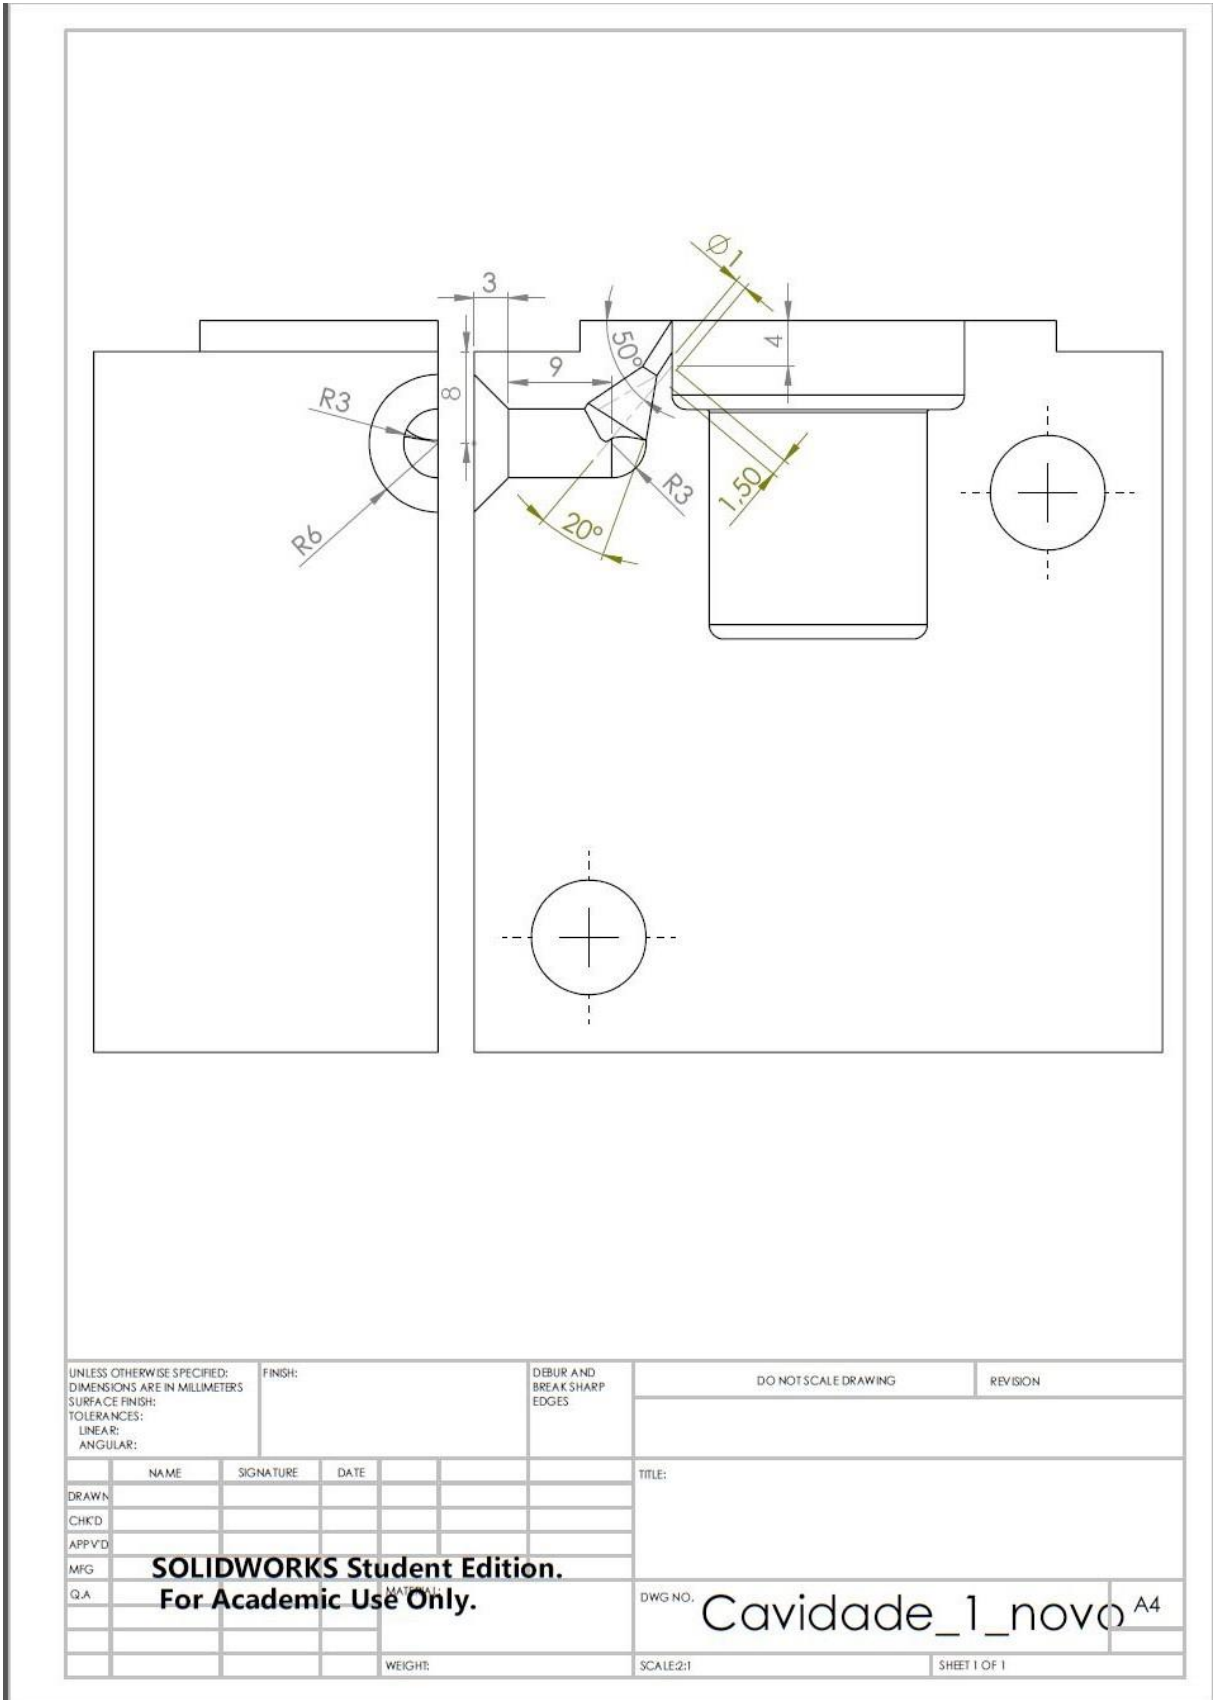 Ø1
3
50°
4
9
8
R3
R3
1,50
20°
R6
UNLESS OTHERWISE SPECIFIED:
DIMENSIONS ARE IN MILLIMETERS
SURFACE FINISH:
TOLERANCES:
LINEAR:
ANGULAR:
FINISH:
DEBUR AND
BREAK SHARP
EDGES
DO NOT SCALE DRAWING
REVISION
NAME
SIGNATURE
DATE
DRAWN
CHK'D
APPV'D
MFG
Q.A
SOLIDWORKS Student Edition.
For Academic Use Only.
MATERIAL:
WEIGHT:
TITLE:
DWG NO.
Cavidade_1_novo
A4
SCALE:2:1
SHEET 1 OF 1